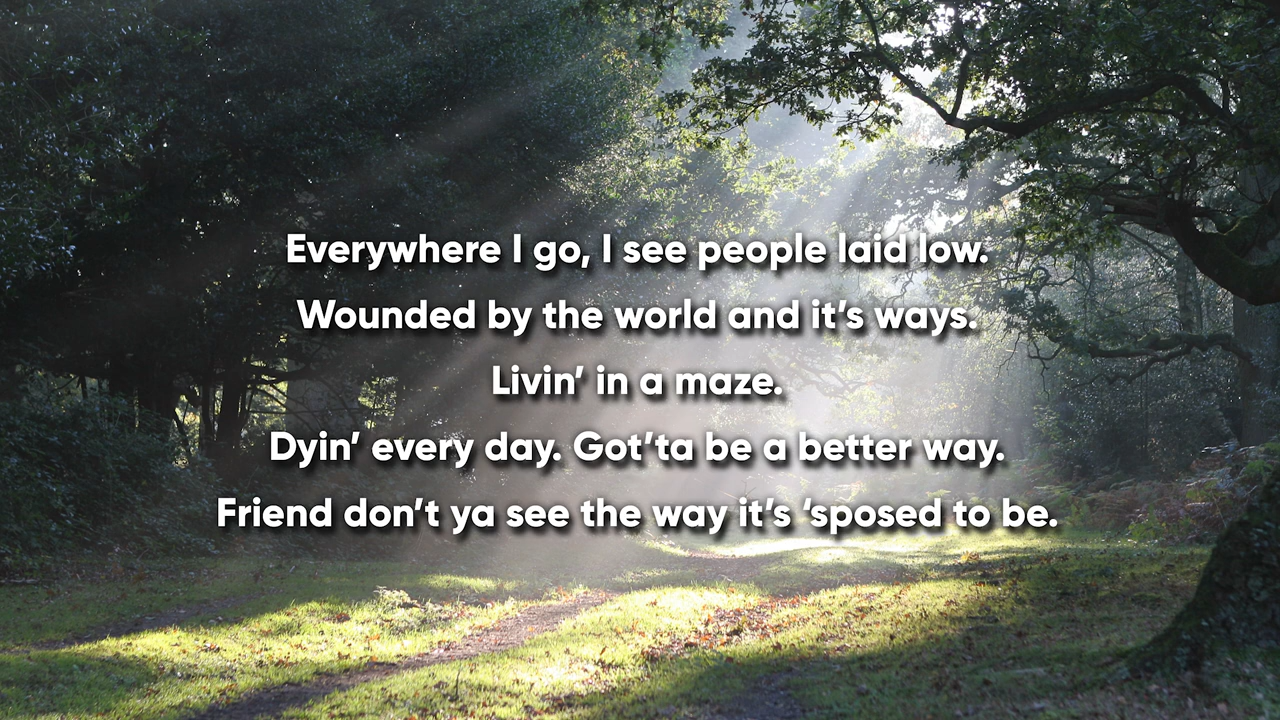 Everywhere I go, I see people laid low.
Wounded by the world and it’s ways.
Livin’ in a maze.
Dyin’ every day. Got’ta be a better way.
Friend don’t ya see the way it’s ‘sposed to be.